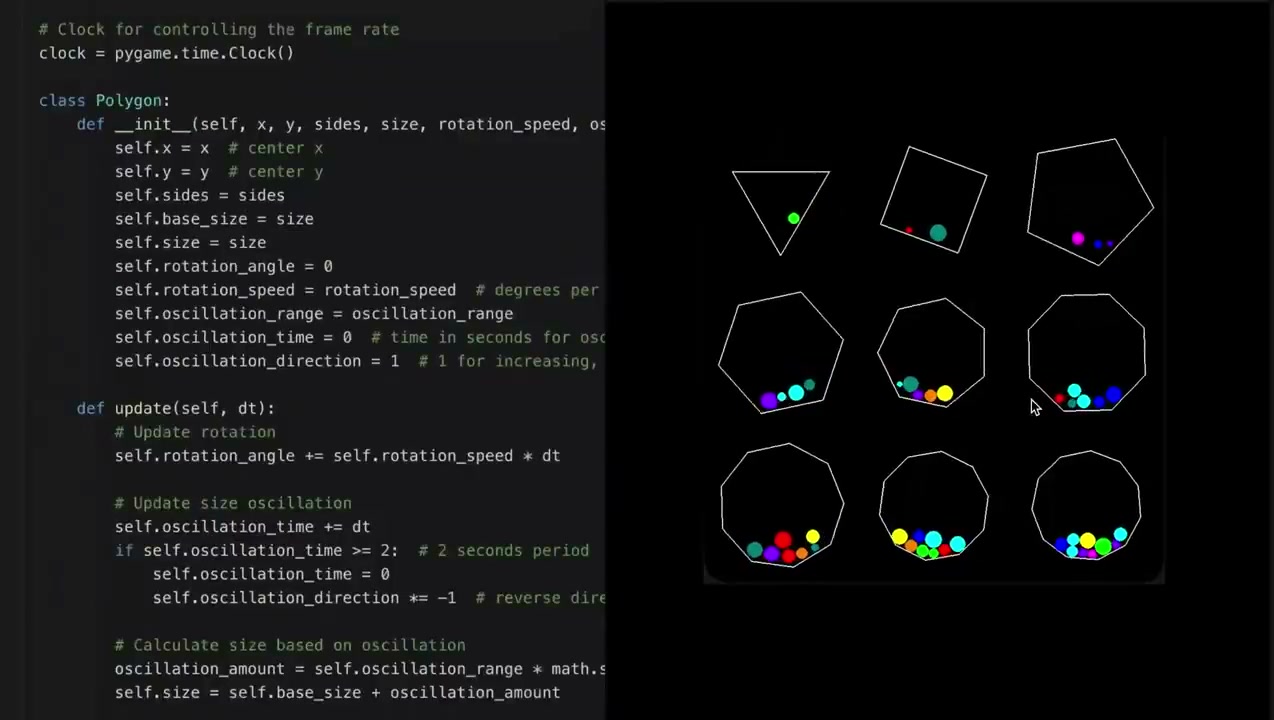 # Clock for controlling the frame rate
clock = pygame.time.Clock()
class Polygon:
def __init__(self, x, y, sides, size, rotation_speed, os
self.x = x  # center x
self.y = y  # center y
self.sides = sides
self.base_size = size
self.size = size
self.rotation_angle = 0
self.rotation_speed = rotation_speed  # degrees per
self.oscillation_range = oscillation_range
self.oscillation_time = 0  # time in seconds for osc
self.oscillation_direction = 1  # 1 for increasing,
def update(self, dt):
# Update rotation
self.rotation_angle += self.rotation_speed * dt
# Update size oscillation
self.oscillation_time += dt
if self.oscillation_time >= 2:  # 2 seconds period
self.oscillation_time = 0
self.oscillation_direction *= -1  # reverse dire
# Calculate size based on oscillation
oscillation_amount = self.oscillation_range * math.s
self.size = self.base_size + oscillation_amount